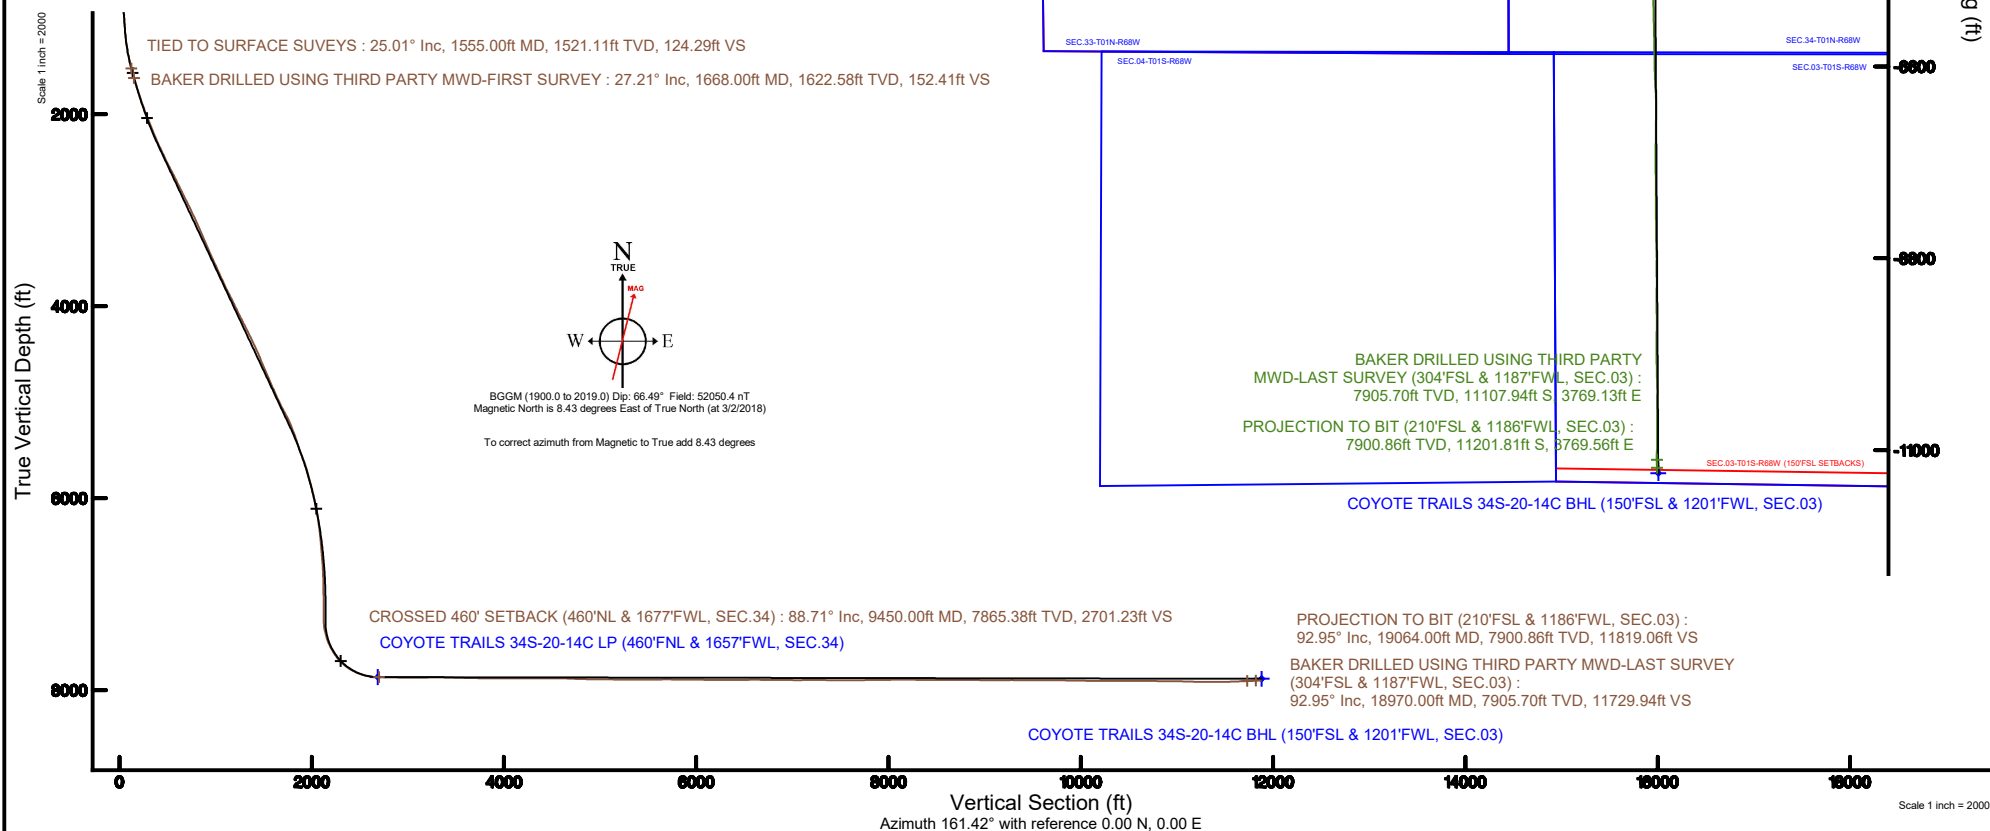 Scale 1 inch = 2000
TIED TO SURFACE SUVEYS : 25.01° Inc, 1555.00ft MD, 1521.11ft TVD, 124.29ft VS
BAKER DRILLED USING THIRD PARTY MWD-FIRST SURVEY : 27.21° Inc, 1668.00ft MD, 1622.58ft TVD, 152.41ft VS
2000
4000
6000
8000
True Vertical Depth (ft)
N
TRUE
MAG
W
E
BGGM (1900.0 to 2019.0) Dip: 66.49° Field: 52050.4 nT
Magnetic North is 8.43 degrees East of True North (at 3/2/2018)
To correct azimuth from Magnetic to True add 8.43 degrees
SEC.33-T01N-R68W
SEC.04-T01S-R68W
SEC.34-T01N-R68W
SEC.03-T01S-R68W
g (ft)
-8800
-11000
BAKER DRILLED USING THIRD PARTY
MWD-LAST SURVEY (304'FSL & 1187'FWL, SEC.03) :
7905.70ft TVD, 11107.94ft S, 3769.13ft E
PROJECTION TO BIT (210'FSL & 1186'FWL, SEC.03) :
7900.86ft TVD, 11201.81ft S, 3769.56ft E
SEC.03-T01S-R68W (150'FSL SETBACKS)
COYOTE TRAILS 34S-20-14C BHL (150'FSL & 1201'FWL, SEC.03)
CROSSED 460' SETBACK (460'NL & 1677'FWL, SEC.34) : 88.71° Inc, 9450.00ft MD, 7865.38ft TVD, 2701.23ft VS
COYOTE TRAILS 34S-20-14C LP (460'FNL & 1657'FWL, SEC.34)
PROJECTION TO BIT (210'FSL & 1186'FWL, SEC.03) :
92.95° Inc, 19064.00ft MD, 7900.86ft TVD, 11819.06ft VS
BAKER DRILLED USING THIRD PARTY MWD-LAST SURVEY
(304'FSL & 1187'FWL, SEC.03) :
92.95° Inc, 18970.00ft MD, 7905.70ft TVD, 11729.94ft VS
COYOTE TRAILS 34S-20-14C BHL (150'FSL & 1201'FWL, SEC.03)
0 2000 4000 6000 8000 10000 12000 14000 16000 18000
Vertical Section (ft)
Azimuth 161.42° with reference 0.00 N, 0.00 E
Scale 1 inch = 2000